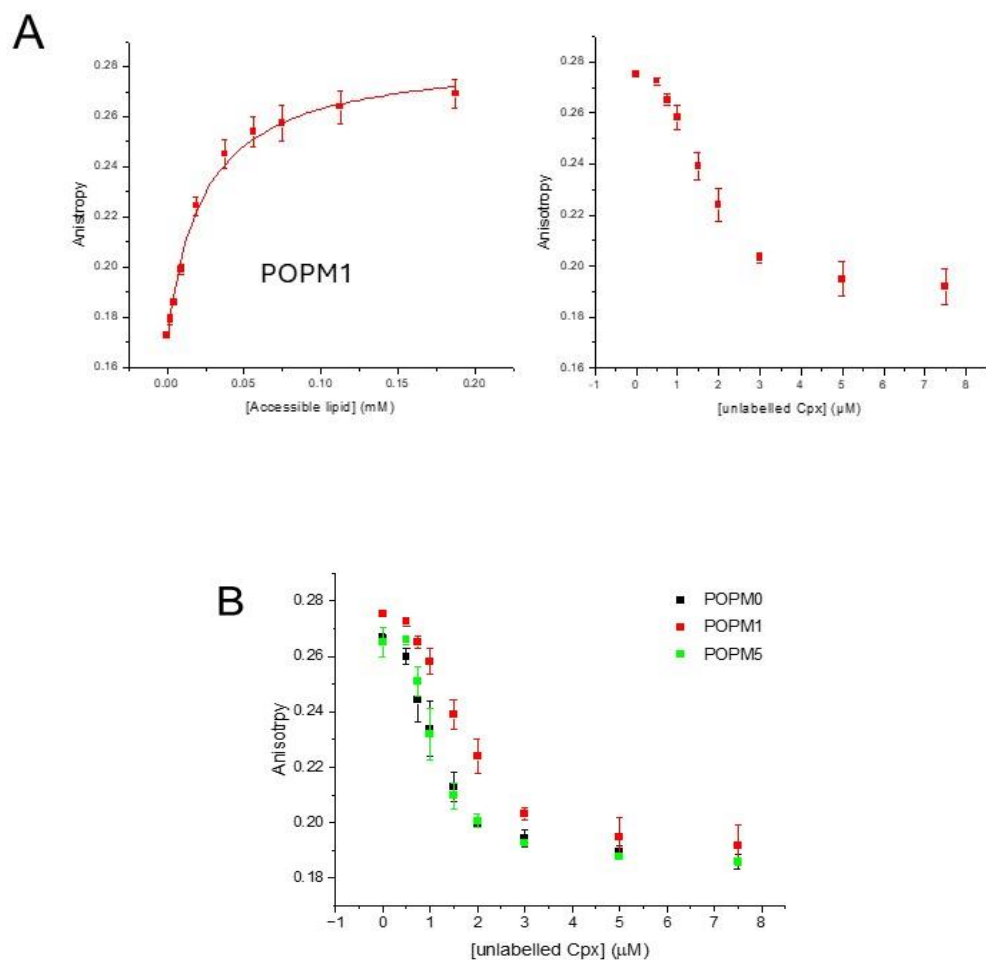 A
0.28
0.26
0.24
0.22
0.20
0.18
0.16
Anistropy
POPM1
0.00 0.05 0.10 0.15 0.20
[Accessible lipid] (mM)
0.28
0.26
0.24
0.22
0.20
0.18
0.16
Anisotropy
-1 0 1 2 3 4 5 6 7 8
[unlabelled Cpx] (µM)
B
0.28
0.26
0.24
0.22
0.20
0.18
Anisotrpy
POPM0
POPM1
POPM5
−1 0 1 2 3 4 5 6 7 8
[unlabelled Cpx] (µM)